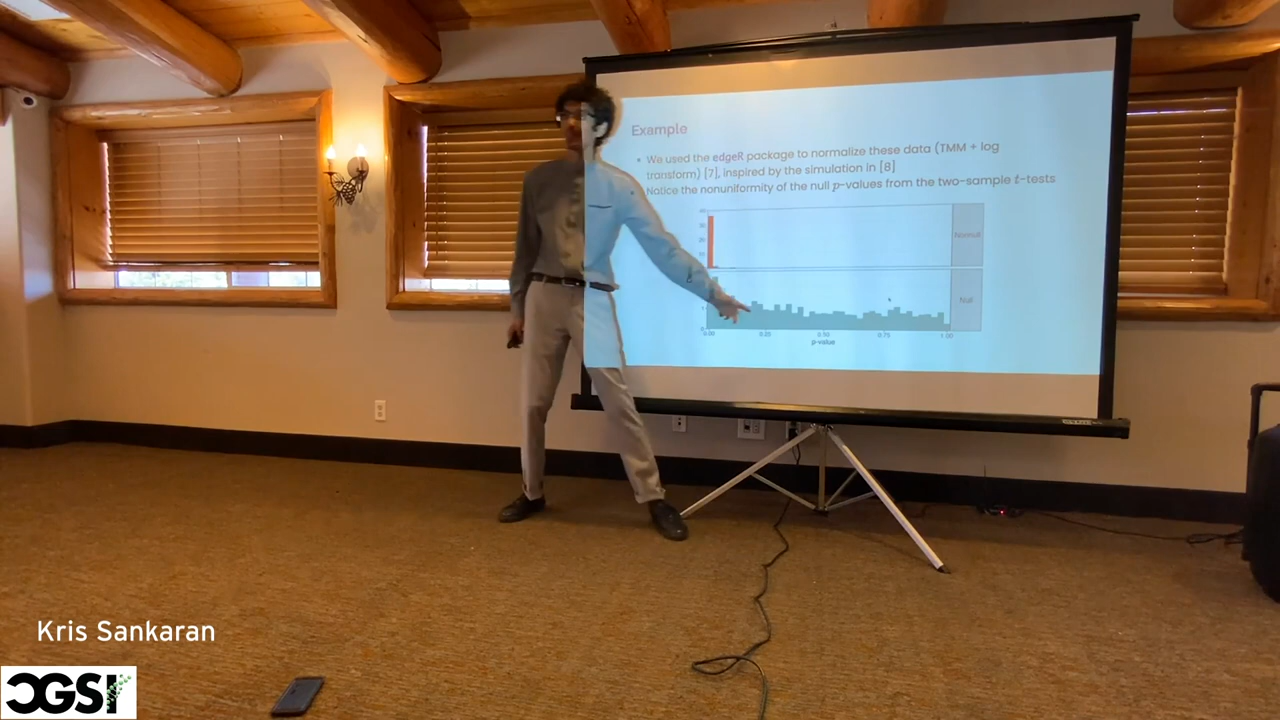 Example
We used the edgeR package to normalize these data (TMM + log
transform) [7], inspired by the simulation in [8]
Notice the nonuniformity of the null p-values from the two-sample t-tests
Nonnull
Null
0.00 0.25 0.50 0.75 1.00
p-value
Kris Sankaran
CGSI